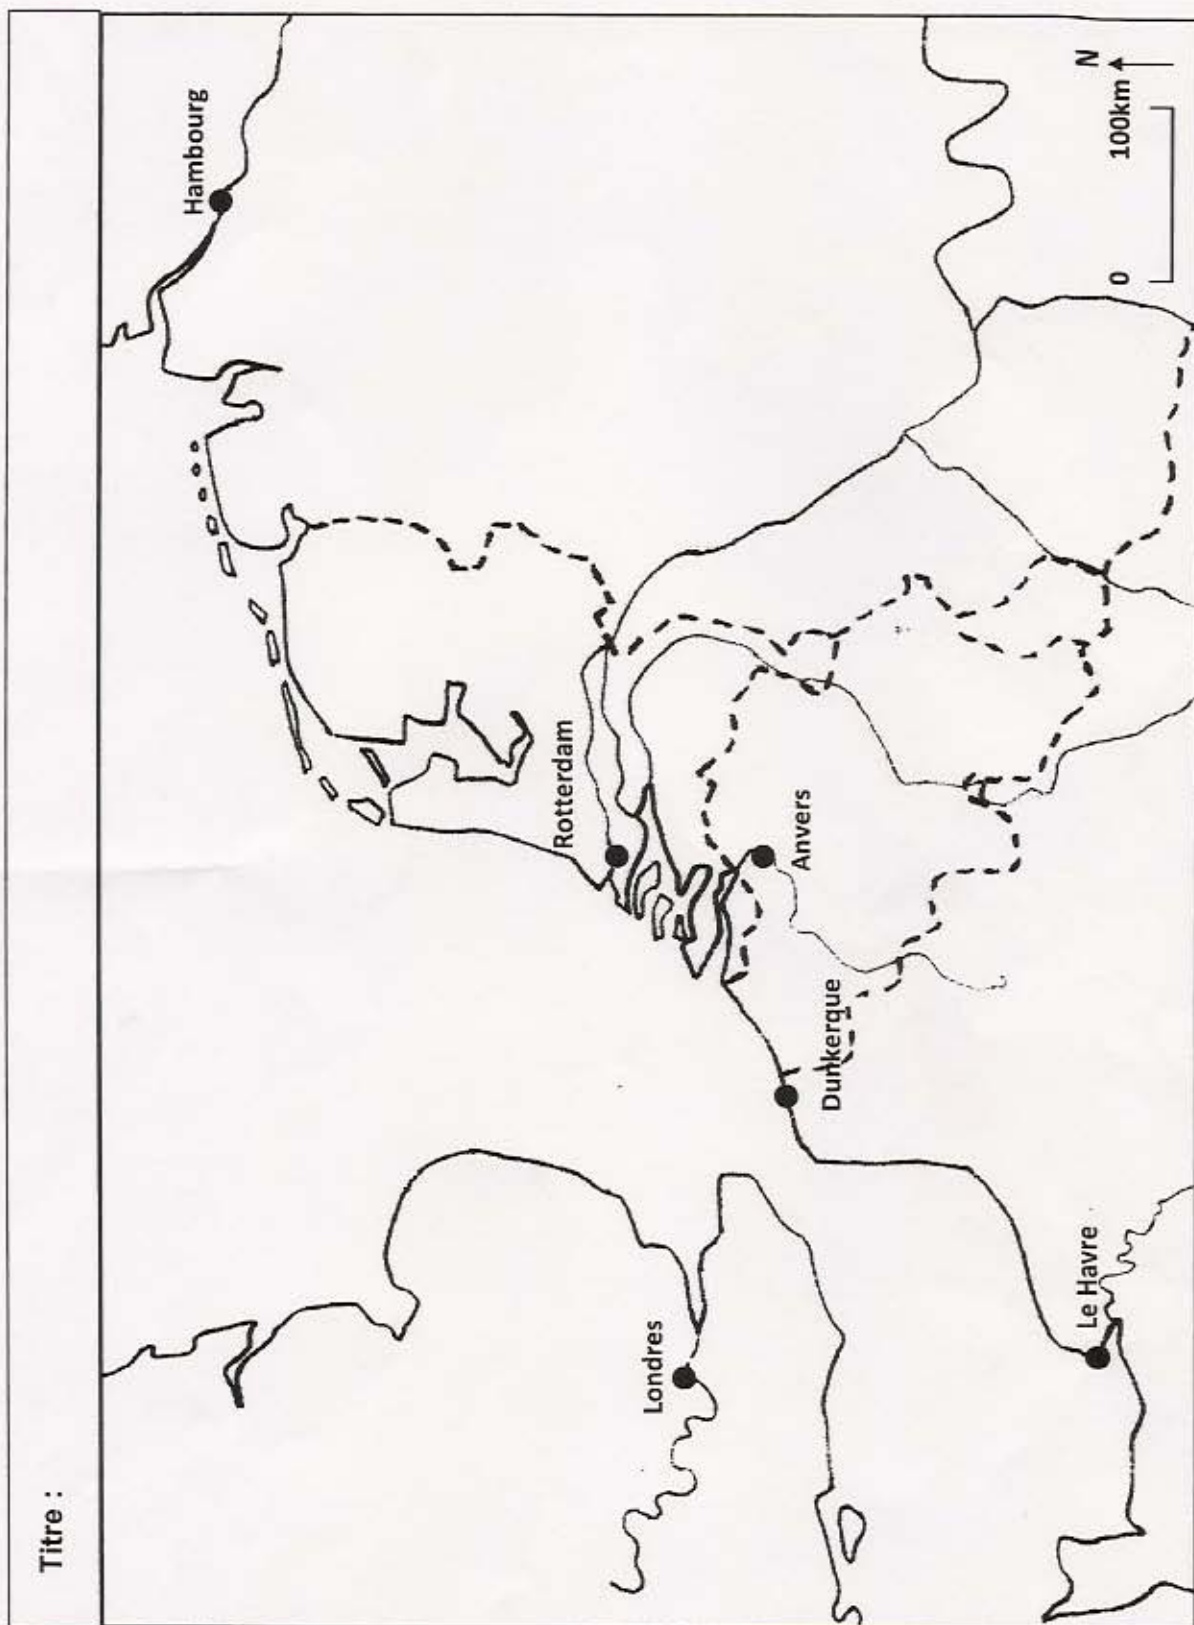 Titre :
Hambourg
Rotterdam
Anvers
Dunkerque
Londres
Le Havre
N
0 100km